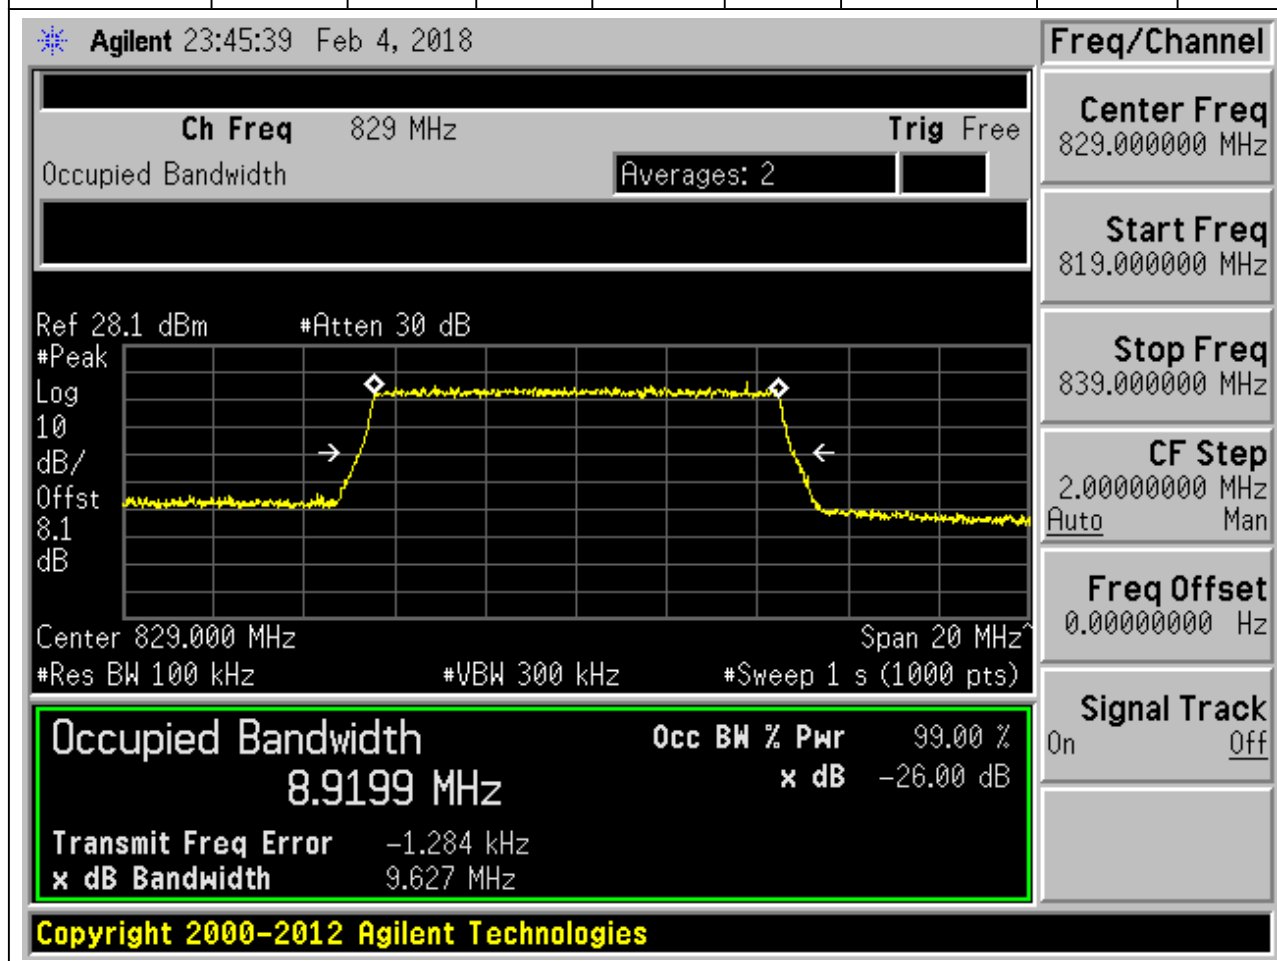 Agilent 23:45:39 Feb 4, 2018
Freq/Channel
Ch Freq 829 MHz Trig Free
Occupied Bandwidth Averages: 2
Ref 28.1 dBm #Atten 30 dB
#Peak
Log
10
dB/
Offst
8.1
dB
Center 829.000 MHz Span 20 MHz^
#Res BW 100 kHz #VBW 300 kHz #Sweep 1 s (1000 pts)
Occupied Bandwidth Occ BW % Pwr 99.00 %
8.9199 MHz x dB -26.00 dB
Transmit Freq Error -1.284 kHz
x dB Bandwidth 9.627 MHz
Copyright 2000-2012 Agilent Technologies
Center Freq
829.000000 MHz
Start Freq
819.000000 MHz
Stop Freq
839.000000 MHz
CF Step
2.00000000 MHz
Auto Man
Freq Offset
0.00000000 Hz
Signal Track
On Off